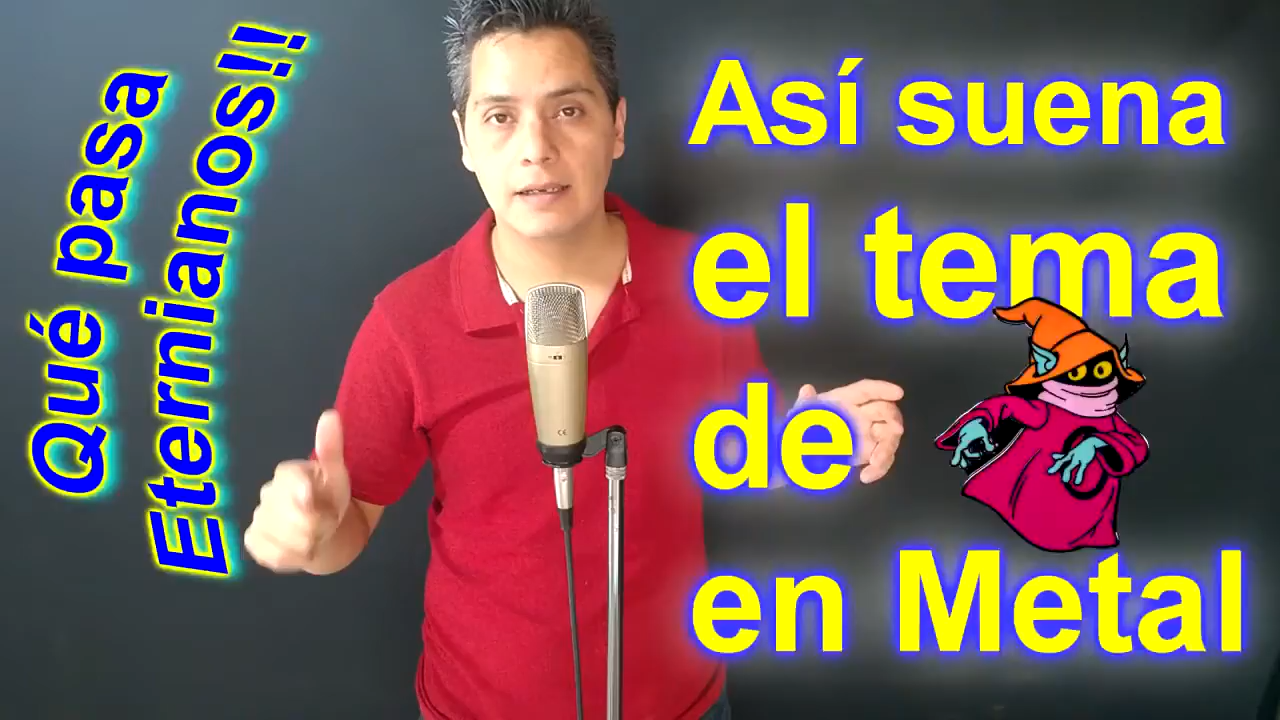 Qué pasa
Eternianos!!
Así suena
el tema
de
en Metal